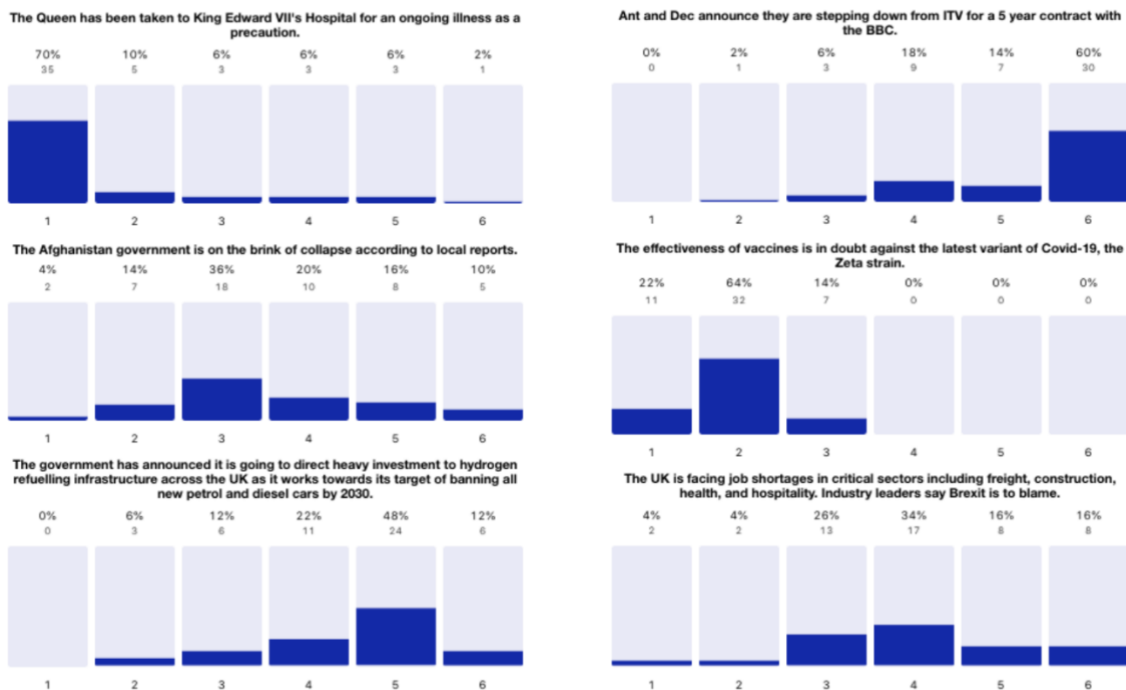 The Queen has been taken to King Edward VII's Hospital for an ongoing illness as a
precaution.
70% 10% 6% 6% 6% 2%
35 5 3 3 3 1
1 2 3 4 5 6
Ant and Dec announce they are stepping down from ITV for a 5 year contract with
the BBC.
0% 2% 6% 18% 14% 60%
0 1 3 9 7 30
1 2 3 4 5 6
The Afghanistan government is on the brink of collapse according to local reports.
4% 14% 36% 20% 16% 10%
2 7 18 10 8 5
1 2 3 4 5 6
The effectiveness of vaccines is in doubt against the latest variant of Covid-19, the
Zeta strain.
22% 64% 14% 0% 0% 0%
11 32 7 0 0 0
1 2 3 4 5 6
The government has announced it is going to direct heavy investment to hydrogen
refuelling infrastructure across the UK as it works towards its target of banning all
new petrol and diesel cars by 2030.
0% 6% 12% 22% 48% 12%
0 3 6 11 24 6
1 2 3 4 5 6
The UK is facing job shortages in critical sectors including freight, construction,
health, and hospitality. Industry leaders say Brexit is to blame.
4% 4% 26% 34% 16% 16%
2 2 13 17 8 8
1 2 3 4 5 6